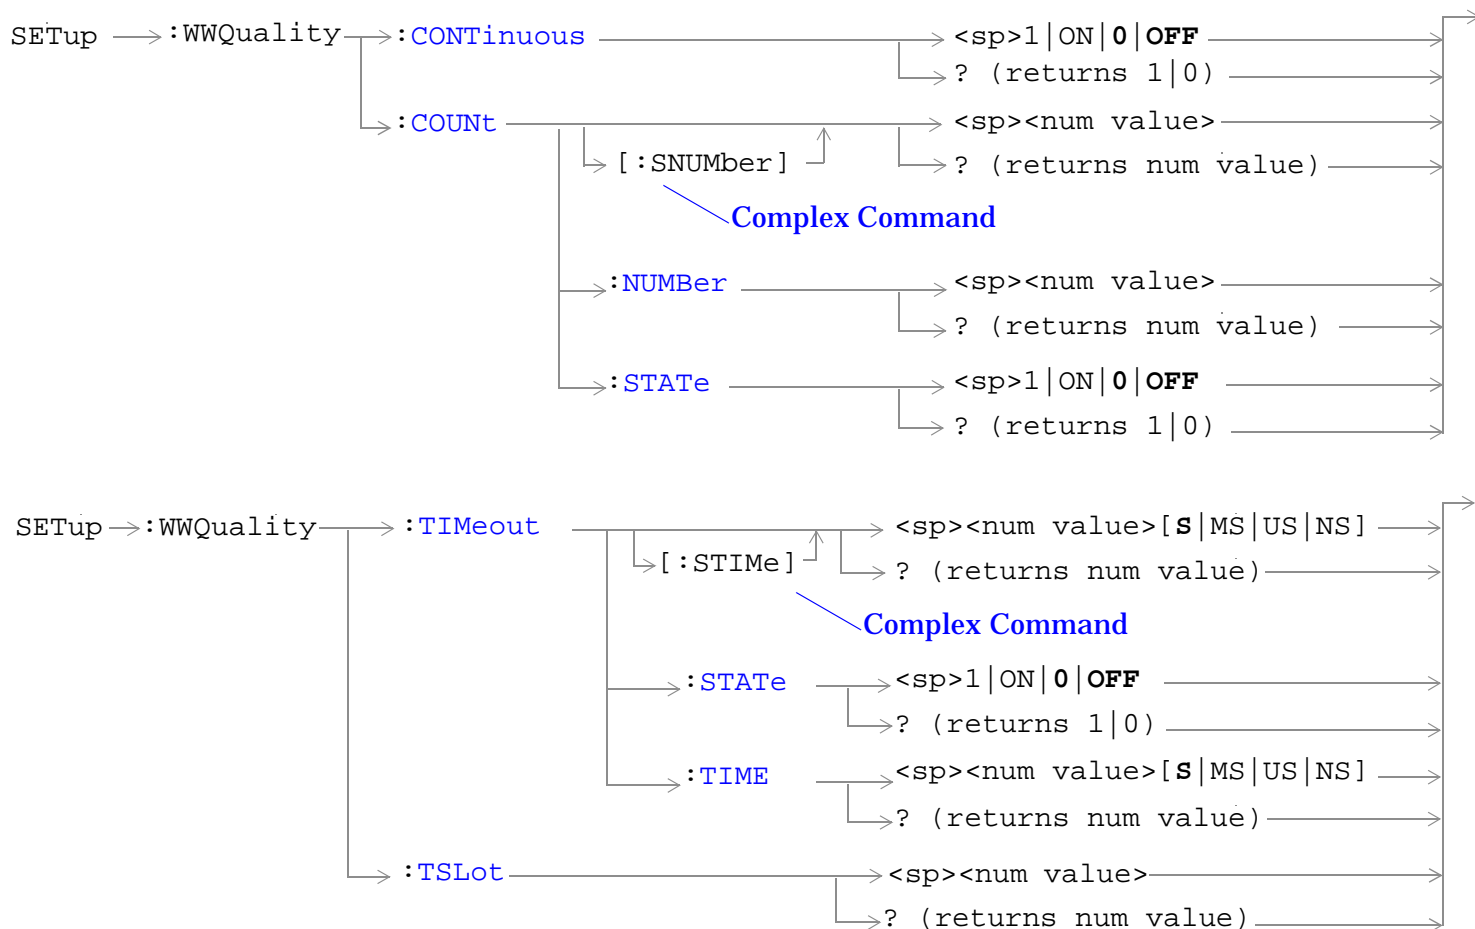 SETup :WWQuality :CONTinuous <sp>1|ON|0|OFF
? (returns 1|0)
:COUNt <sp><num value>
[:SNUMber] ? (returns num value)
Complex Command
:NUMBer <sp><num value>
? (returns num value)
:STATe <sp>1|ON|0|OFF
? (returns 1|0)
SETup :WWQuality :TIMeout <sp><num value>[S|MS|US|NS]
[:STIMe] ? (returns num value)
Complex Command
:STATe <sp>1|ON|0|OFF
? (returns 1|0)
:TIME <sp><num value>[S|MS|US|NS]
? (returns num value)
:TSLot <sp><num value>
? (returns num value)